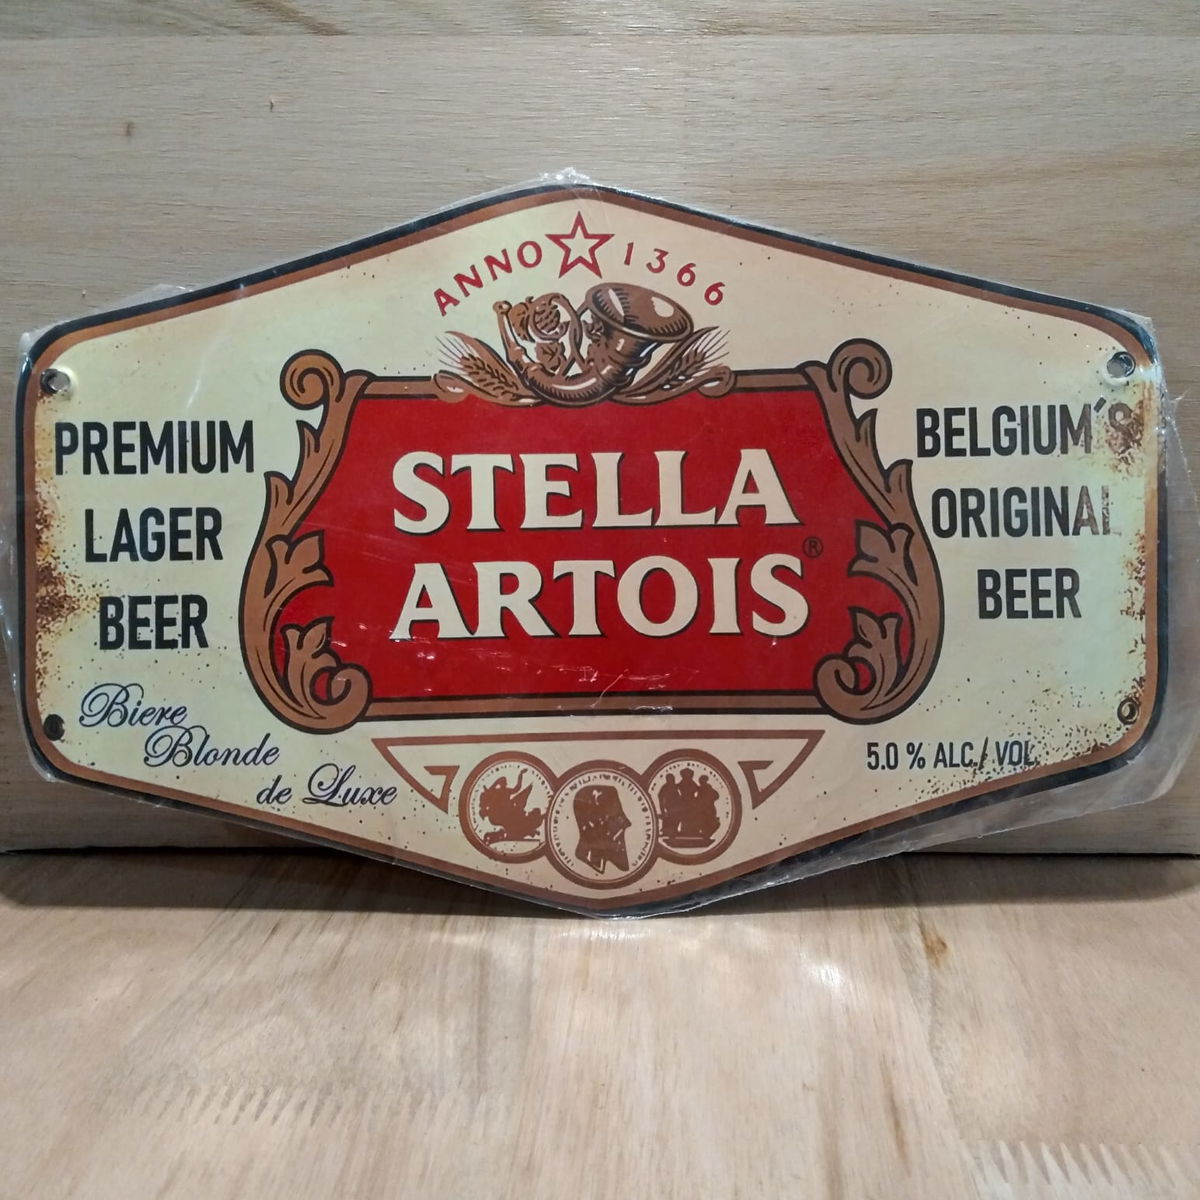 ANNO 1366
PREMIUM
LAGER
BEER
STELLA
ARTOIS®
BELGIUM´S
ORIGINAL
BEER
Biere
Blonde
de Luxe
5.0 % ALC./ VOL.